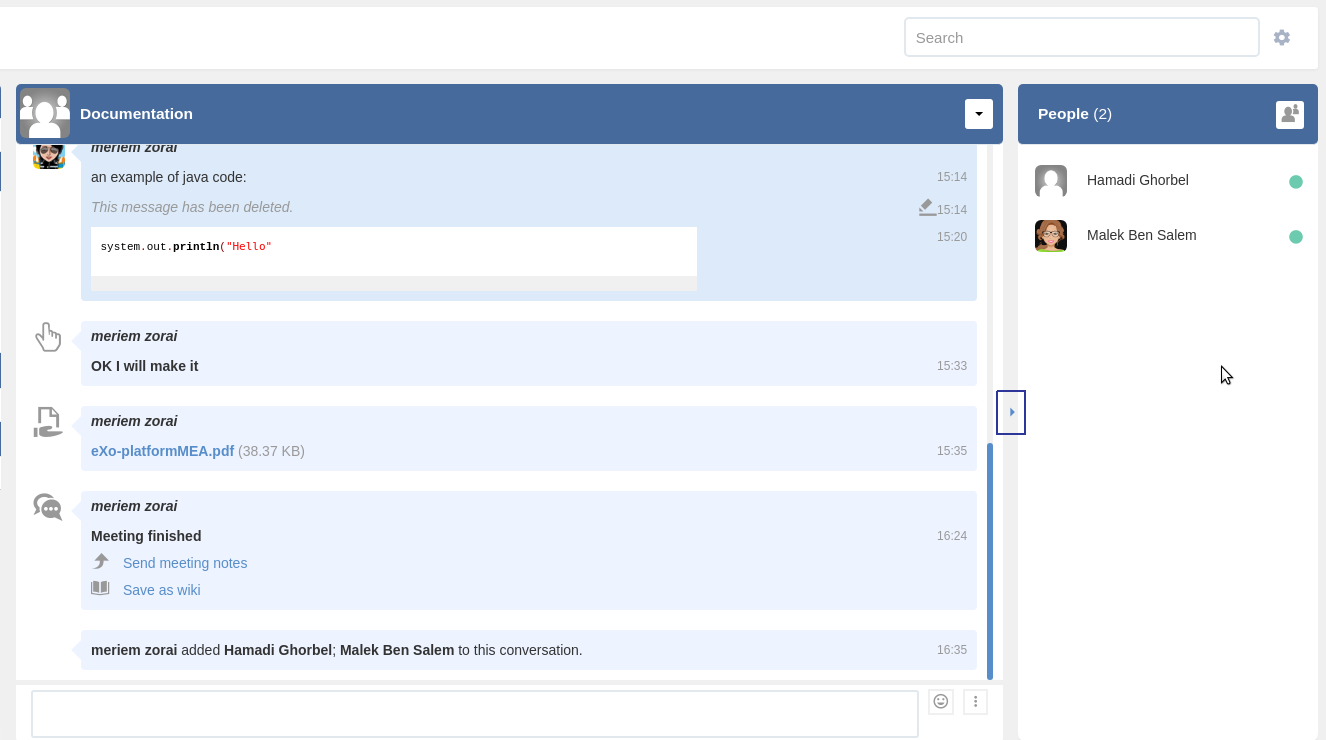 Search
Documentation
People (2)
meriem zorai
an example of java code:
15:14
This message has been deleted.
15:14
system.out.println("Hello"
15:20
Hamadi Ghorbel
Malek Ben Salem
meriem zorai
OK I will make it
15:33
meriem zorai
eXo-platformMEA.pdf (38.37 KB)
15:35
meriem zorai
Meeting finished
16:24
Send meeting notes
Save as wiki
meriem zorai added Hamadi Ghorbel; Malek Ben Salem to this conversation.
16:35